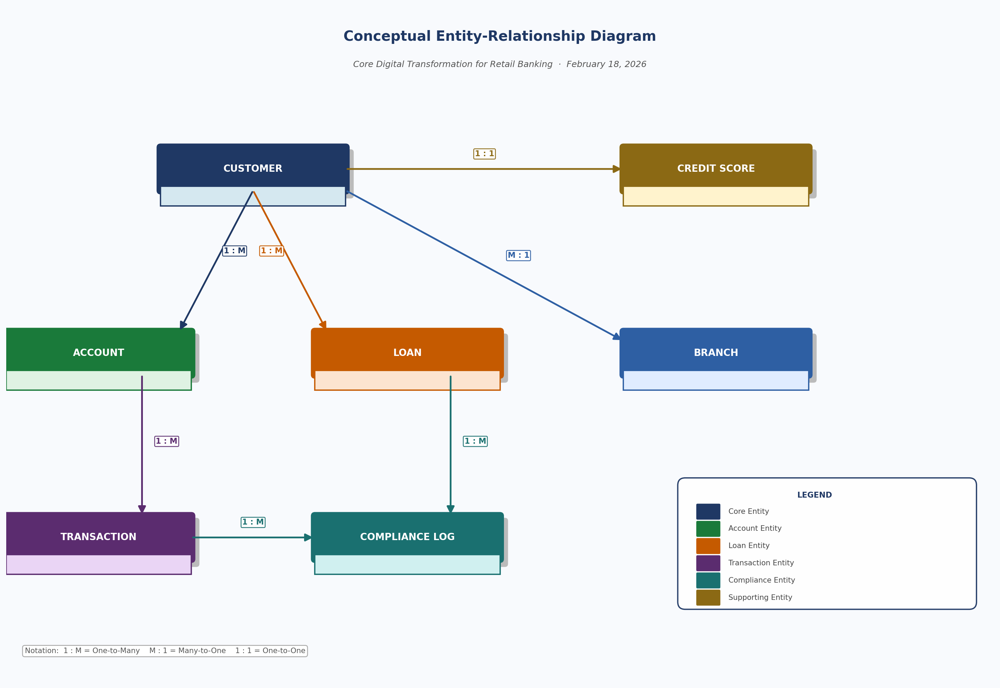 Conceptual Entity-Relationship Diagram
Core Digital Transformation for Retail Banking · February 18, 2026
CUSTOMER
1 : 1
CREDIT SCORE
1 : M
1 : M
M : 1
ACCOUNT
LOAN
BRANCH
1 : M
1 : M
TRANSACTION
1 : M
COMPLIANCE LOG
LEGEND
Core Entity
Account Entity
Loan Entity
Transaction Entity
Compliance Entity
Supporting Entity
Notation: 1 : M = One-to-Many M : 1 = Many-to-One 1 : 1 = One-to-One